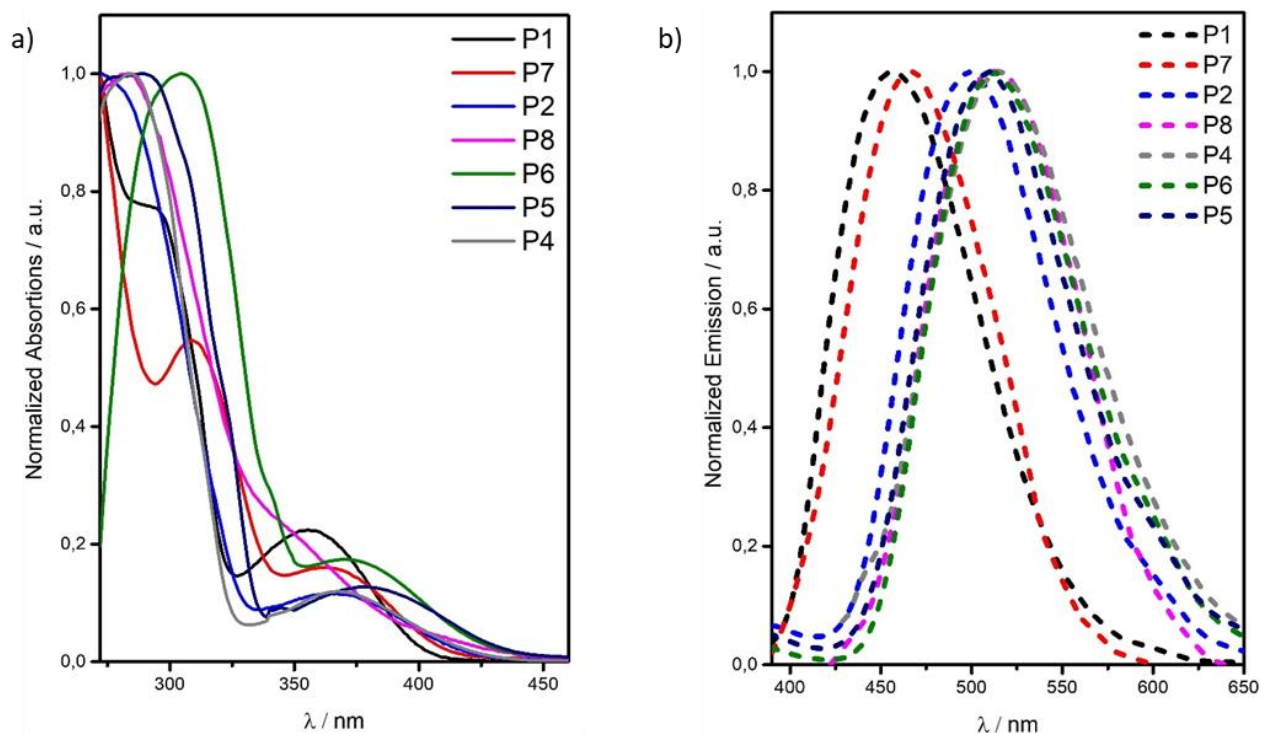 a)
P1
P7
P2
P8
P6
P5
P4
1,0
0,8
0,6
0,4
0,2
0,0
Normalized Absortions / a.u.
300
350
400
450
λ / nm
b)
P1
P7
P2
P8
P4
P6
P5
1,0
0,8
0,6
0,4
0,2
0,0
Normalized Emission / a.u.
400
450
500
550
600
650
λ / nm